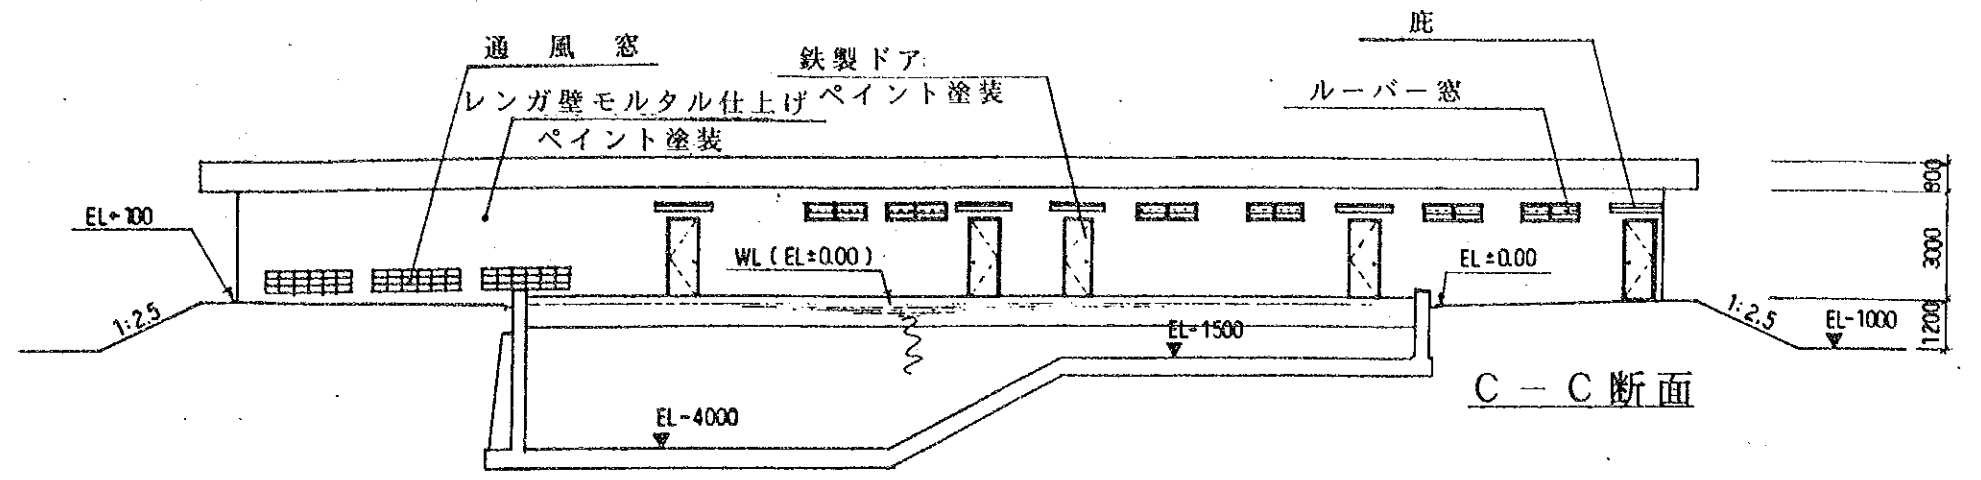 庇
通風窓
鉄製ドア
ペイント塗装
ルーバー窓
レンガ壁モルタル仕上げ
ペイント塗装
800
EL+100
WL (EL±0.00)
EL±0.00
3000
1:2.5
EL-1500
1:2.5
EL-1000
1200
C-C断面
EL-4000